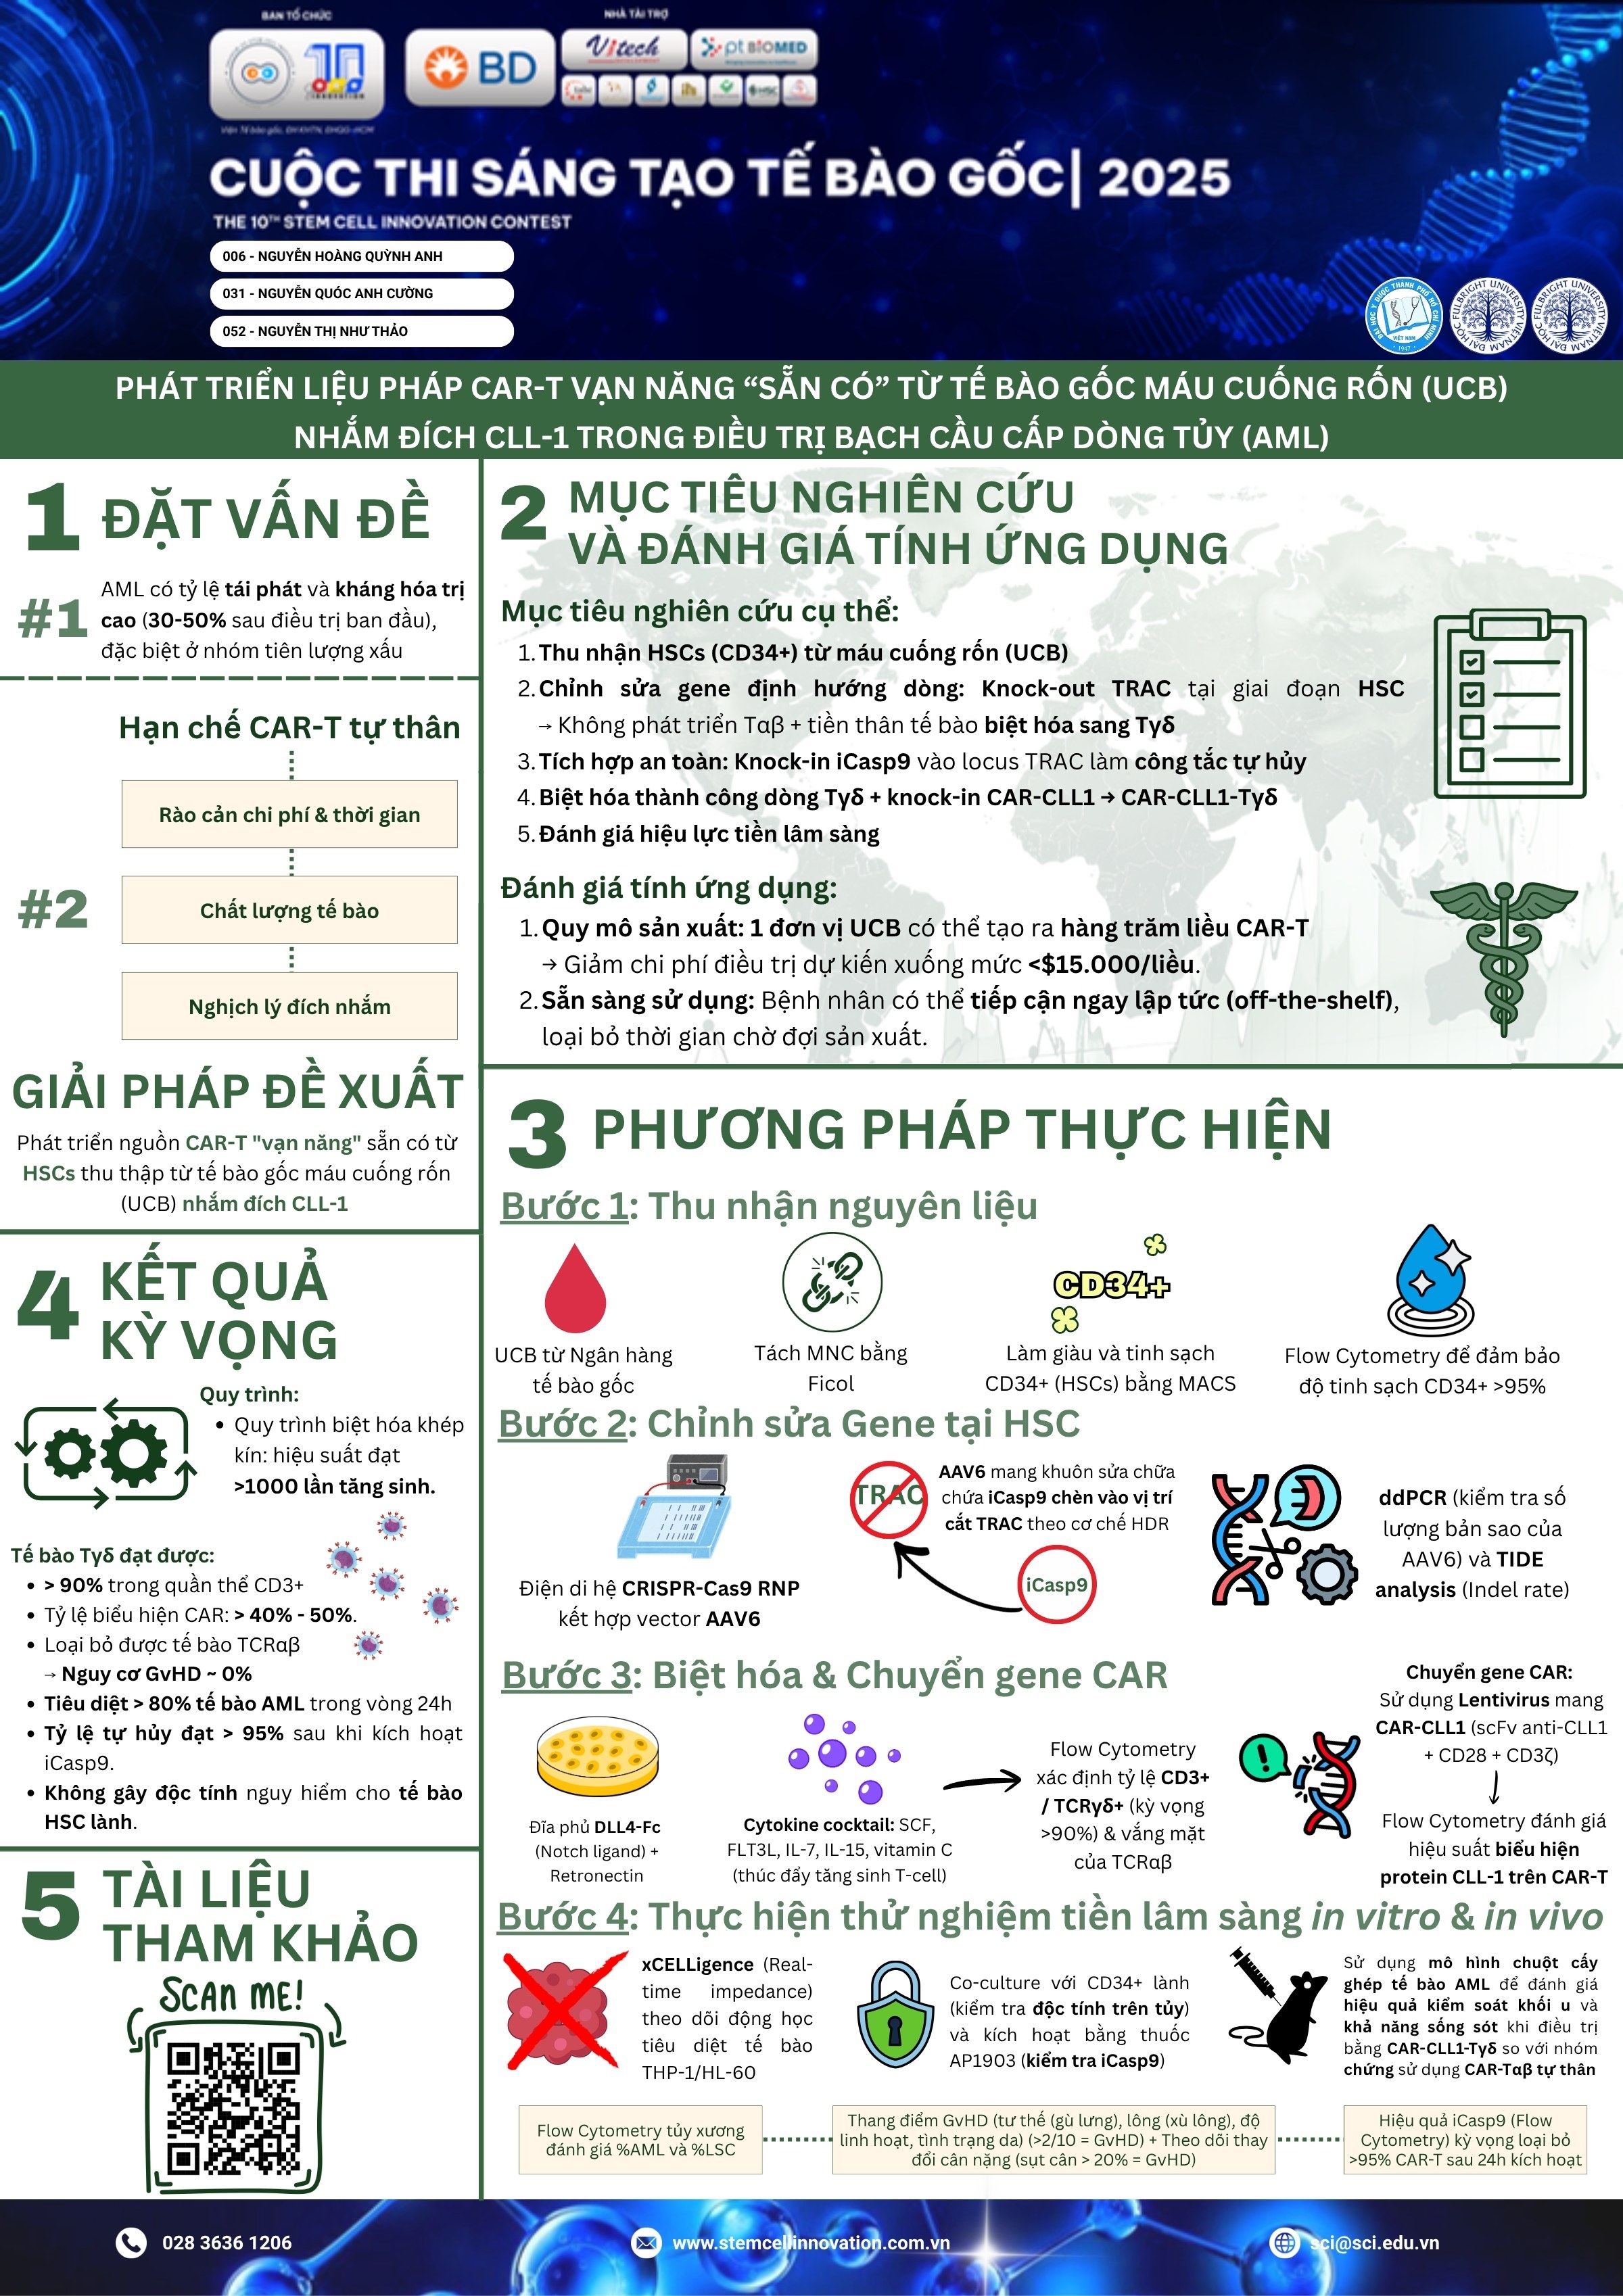 BAN TỔ CHỨC
NHÀ TÀI TRỢ
BD
Vitech
pt BIOMED
Viện Tế bào gốc, ĐH KHTN, ĐHQG-HCM
CUỘC THI SÁNG TẠO TẾ BÀO GỐC| 2025
THE 10TH STEM CELL INNOVATION CONTEST
006 - NGUYỄN HOÀNG QUỲNH ANH
031 - NGUYỄN QUỐC ANH CƯỜNG
052 - NGUYỄN THỊ NHƯ THẢO
ĐẠI HỌC Y DƯỢC THÀNH PHỐ HỒ CHÍ MINH
VIỆT NAM
1947
FULBRIGHT UNIVERSITY VIETNAM ĐẠI HỌC
FULBRIGHT UNIVERSITY VIETNAM ĐẠI HỌC
PHÁT TRIỂN LIỆU PHÁP CAR-T VẠN NĂNG “SẴN CÓ” TỪ TẾ BÀO GỐC MÁU CUỐNG RỐN (UCB)
NHẮM ĐÍCH CLL-1 TRONG ĐIỀU TRỊ BẠCH CẦU CẤP DÒNG TỦY (AML)
1 ĐẶT VẤN ĐỀ
#1
AML có tỷ lệ tái phát và kháng hóa trị
cao (30-50% sau điều trị ban đầu),
đặc biệt ở nhóm tiên lượng xấu
Hạn chế CAR-T tự thân
Rào cản chi phí & thời gian
#2
Chất lượng tế bào
Nghịch lý đích nhắm
GIẢI PHÁP ĐỀ XUẤT
Phát triển nguồn CAR-T "vạn năng" sẵn có từ
HSCs thu thập từ tế bào gốc máu cuống rốn
(UCB) nhắm đích CLL-1
2 MỤC TIÊU NGHIÊN CỨU
VÀ ĐÁNH GIÁ TÍNH ỨNG DỤNG
Mục tiêu nghiên cứu cụ thể:
1. Thu nhận HSCs (CD34+) từ máu cuống rốn (UCB)
2. Chỉnh sửa gene định hướng dòng: Knock-out TRAC tại giai đoạn HSC
→ Không phát triển Tαβ + tiền thân tế bào biệt hóa sang Tγδ
3. Tích hợp an toàn: Knock-in iCasp9 vào locus TRAC làm công tắc tự hủy
4. Biệt hóa thành công dòng Tγδ + knock-in CAR-CLL1 → CAR-CLL1-Tγδ
5. Đánh giá hiệu lực tiền lâm sàng
Đánh giá tính ứng dụng:
1. Quy mô sản xuất: 1 đơn vị UCB có thể tạo ra hàng trăm liều CAR-T
→ Giảm chi phí điều trị dự kiến xuống mức <$15.000/liều.
2. Sẵn sàng sử dụng: Bệnh nhân có thể tiếp cận ngay lập tức (off-the-shelf),
loại bỏ thời gian chờ đợi sản xuất.
3 PHƯƠNG PHÁP THỰC HIỆN
Bước 1: Thu nhận nguyên liệu
CD34+
UCB từ Ngân hàng
tế bào gốc
Tách MNC bằng
Ficol
Làm giàu và tinh sạch
CD34+ (HSCs) bằng MACS
Flow Cytometry để đảm bảo
độ tinh sạch CD34+ >95%
Bước 2: Chỉnh sửa Gene tại HSC
Điện di hệ CRISPR-Cas9 RNP
kết hợp vector AAV6
TRAC
AAV6 mang khuôn sửa chữa
chứa iCasp9 chèn vào vị trí
cắt TRAC theo cơ chế HDR
iCasp9
ddPCR (kiểm tra số
lượng bản sao của
AAV6) và TIDE
analysis (Indel rate)
Bước 3: Biệt hóa & Chuyển gene CAR
Đĩa phủ DLL4-Fc
(Notch ligand) +
Retronectin
Cytokine cocktail: SCF,
FLT3L, IL-7, IL-15, vitamin C
(thúc đẩy tăng sinh T-cell)
Flow Cytometry
xác định tỷ lệ CD3+
/ TCRγδ+ (kỳ vọng
>90%) & vắng mặt
của TCRαβ
Chuyển gene CAR:
Sử dụng Lentivirus mang
CAR-CLL1 (scFv anti-CLL1
+ CD28 + CD3ζ)
Flow Cytometry đánh giá
hiệu suất biểu hiện
protein CLL-1 trên CAR-T
Bước 4: Thực hiện thử nghiệm tiền lâm sàng in vitro & in vivo
xCELLigence (Real-
time impedance)
theo dõi động học
tiêu diệt tế bào
THP-1/HL-60
Co-culture với CD34+ lành
(kiểm tra độc tính trên tủy)
và kích hoạt bằng thuốc
AP1903 (kiểm tra iCasp9)
Sử dụng mô hình chuột cấy
ghép tế bào AML để đánh giá
hiệu quả kiểm soát khối u và
khả năng sống sót khi điều trị
bằng CAR-CLL1-Tγδ so với nhóm
chứng sử dụng CAR-Tαβ tự thân
Flow Cytometry tủy xương
đánh giá %AML và %LSC
Thang điểm GvHD (tư thế (gù lưng), lông (xù lông), độ
linh hoạt, tình trạng da) (>2/10 = GvHD) + Theo dõi thay
đổi cân nặng (sụt cân > 20% = GvHD)
Hiệu quả iCasp9 (Flow
Cytometry) kỳ vọng loại bỏ
>95% CAR-T sau 24h kích hoạt
4 KẾT QUẢ
KỲ VỌNG
Quy trình:
• Quy trình biệt hóa khép
kín: hiệu suất đạt
>1000 lần tăng sinh.
Tế bào Tγδ đạt được:
• > 90% trong quần thể CD3+
• Tỷ lệ biểu hiện CAR: > 40% - 50%.
• Loại bỏ được tế bào TCRαβ
→ Nguy cơ GvHD ~ 0%
• Tiêu diệt > 80% tế bào AML trong vòng 24h
• Tỷ lệ tự hủy đạt > 95% sau khi kích hoạt
iCasp9.
• Không gây độc tính nguy hiểm cho tế bào
HSC lành.
5 TÀI LIỆU
THAM KHẢO
SCAN ME!
028 3636 1206
www.stemcellinnovation.com.vn
sci@sci.edu.vn